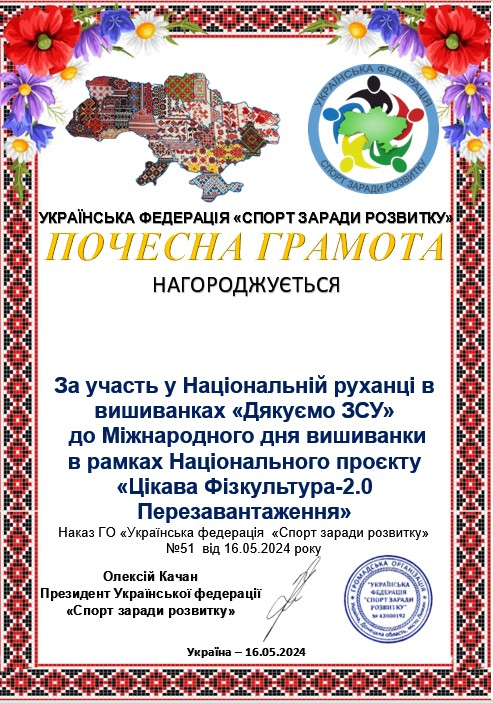 УКРАЇНСЬКА ФЕДЕРАЦІЯ
СПОРТ ЗАРАДИ РОЗВИТКУ
УКРАЇНСЬКА ФЕДЕРАЦІЯ «СПОРТ ЗАРАДИ РОЗВИТКУ»
ПОЧЕСНА ГРАМОТА
НАГОРОДЖУЄТЬСЯ
За участь у Національній руханці в
вишиванках «Дякуємо ЗСУ»
до Міжнародного дня вишиванки
в рамках Національного проєкту
«Цікава Фізкультура-2.0
Перезавантаження»
Наказ ГО «Українська федерація «Спорт заради розвитку»
№51 від 16.05.2024 року
Олексій Качан
Президент Української федерації
«Спорт заради розвитку»
ГРОМАДСЬКА ОРГАНІЗАЦІЯ
"УКРАЇНСЬКА
ФЕДЕРАЦІЯ
"СПОРТ ЗАРАДИ
РОЗВИТКУ"
№ 42000192
Україна – 16.05.2024